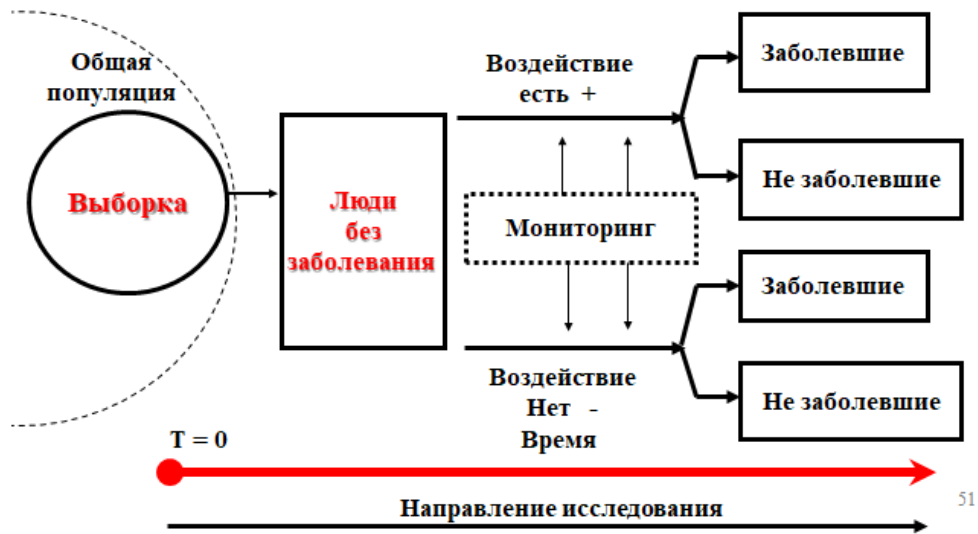 Общая
популяция
Выборка
Люди
без
заболевания
Воздействие
есть +
Мониторинг
Воздействие
Нет -
Время
Заболевшие
Не заболевшие
Заболевшие
Не заболевшие
T = 0
Направление исследования
51